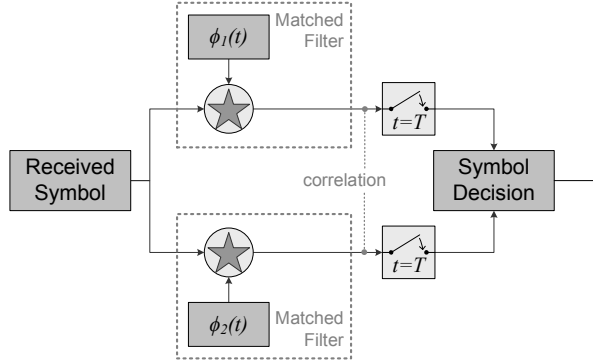 ϕ1(t)
Matched
Filter
t=T
Received
Symbol
correlation
Symbol
Decision
t=T
ϕ2(t)
Matched
Filter